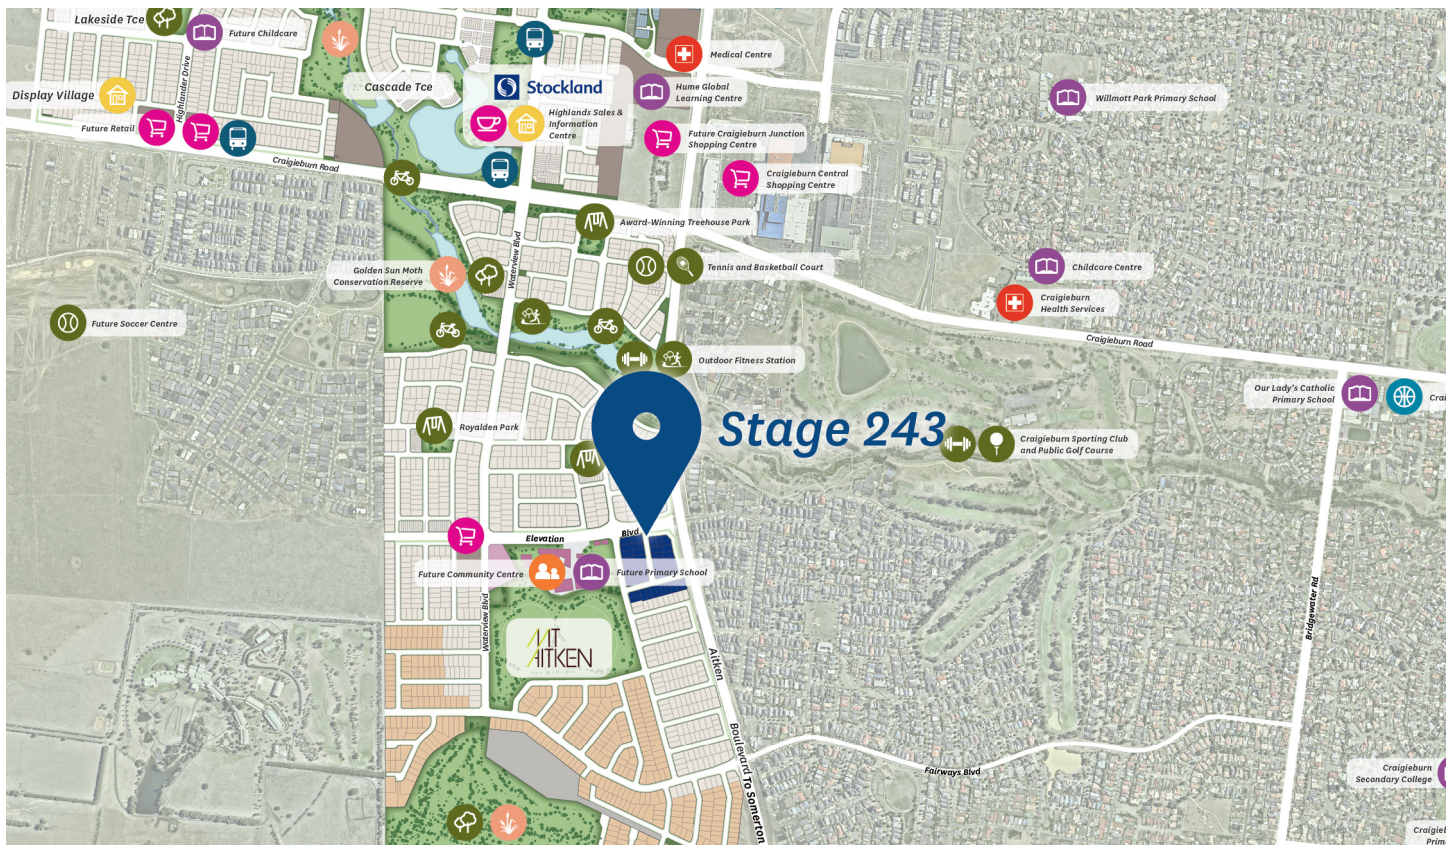 Lakeside Tce
Future Childcare
Highlander Drive
Display Village
Future Retail
Cascade Tce
Stockland
Highlands Sales &
Information
Centre
Medical Centre
Hume Global
Learning Centre
Future Craigieburn Junction
Shopping Centre
Craigieburn Central
Shopping Centre
Willmott Park Primary School
Craigieburn Road
Award-Winning Treehouse Park
Waterview Blvd
Golden Sun Moth
Conservation Reserve
Tennis and Basketball Court
Childcare Centre
Craigieburn
Health Services
Future Soccer Centre
Craigieburn Road
Outdoor Fitness Station
Our Lady's Catholic
Primary School
Crai
Royalden Park
Stage 243
Craigieburn Sporting Club
and Public Golf Course
Elevation
Blvd
Future Community Centre
Future Primary School
Waterview Blvd
MT
AITKEN
Aitken
Boulevard To Somerton
Bridgewater Rd
Fairways Blvd
Craigieburn
Secondary College
Craigieb
Prim